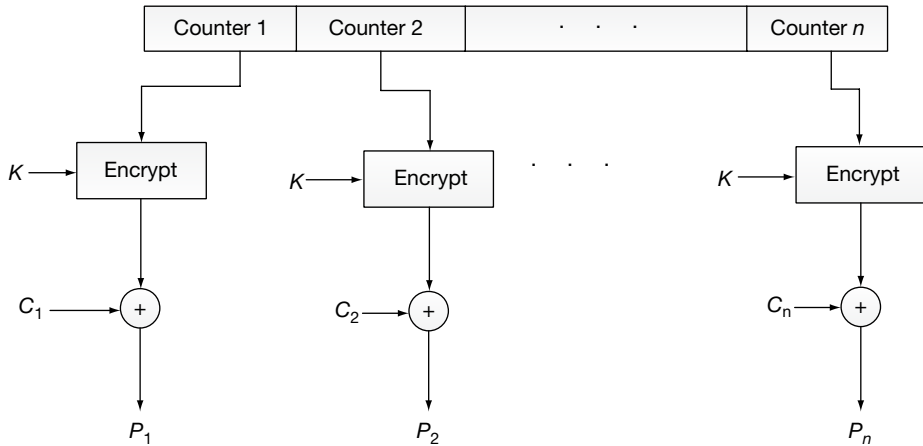 Counter 1 Counter 2 . . . Counter n
K Encrypt K Encrypt . . . K Encrypt
C1 + C2 + Cn +
P1 P2 Pn